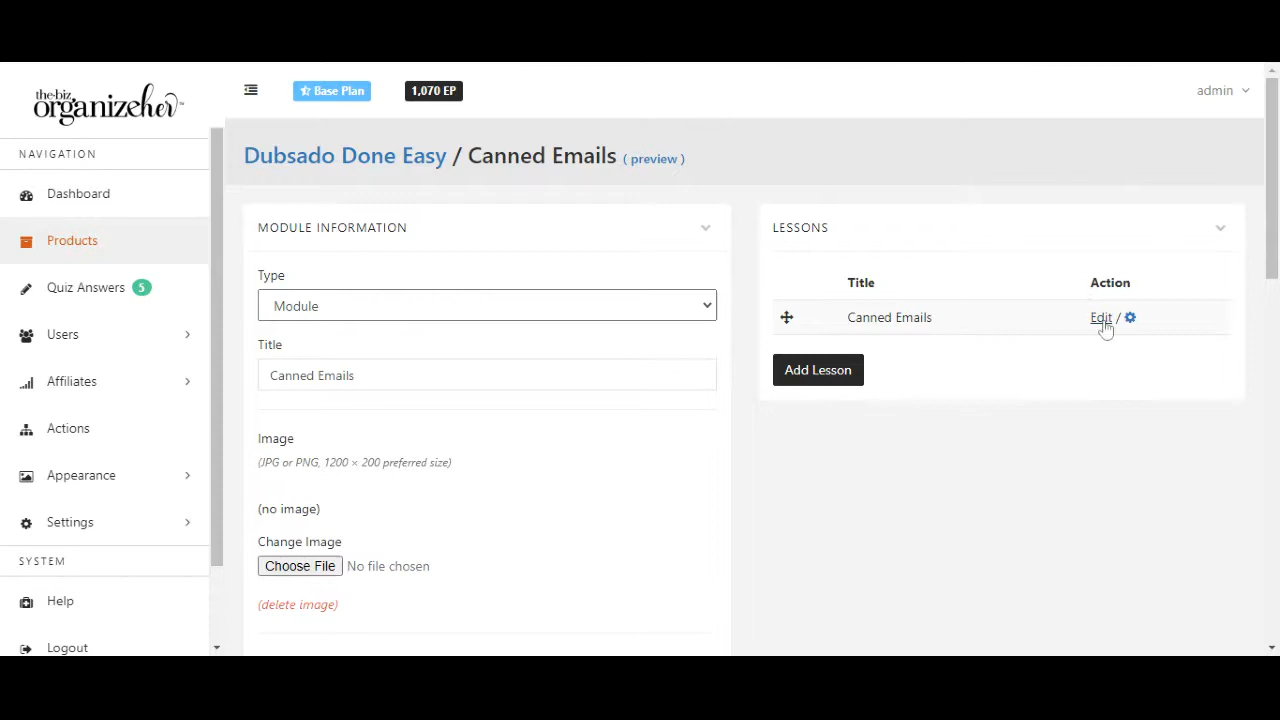 the-biz
organizeher™
Base Plan
1,070 EP
admin
NAVIGATION
Dashboard
Products
Quiz Answers 5
Users
Affiliates
Actions
Appearance
Settings
SYSTEM
Help
Logout
Dubsado Done Easy / Canned Emails ( preview )
MODULE INFORMATION
Type
Module
Title
Canned Emails
Image
(JPG or PNG, 1200 × 200 preferred size)
(no image)
Change Image
Choose File No file chosen
(delete image)
LESSONS
Title Action
Canned Emails Edit /
Add Lesson